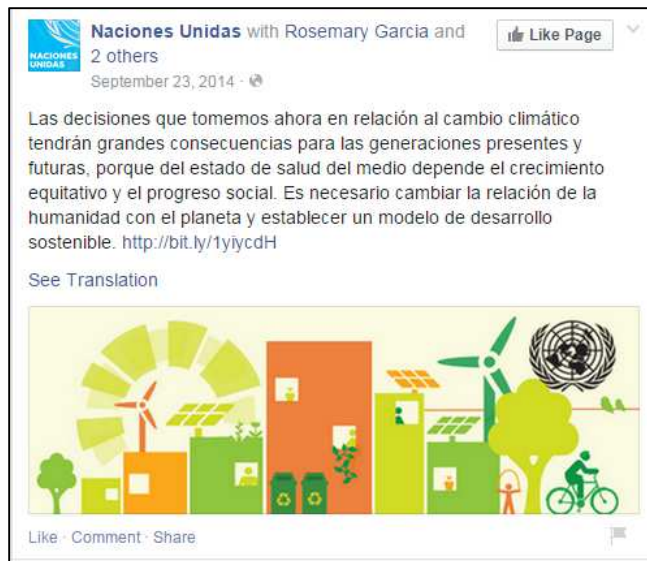 Naciones Unidas with Rosemary Garcia and
2 others
Like Page
NACIONES
UNIDAS
September 23, 2014 ·
Las decisiones que tomemos ahora en relación al cambio climático
tendrán grandes consecuencias para las generaciones presentes y
futuras, porque del estado de salud del medio depende el crecimiento
equitativo y el progreso social. Es necesario cambiar la relación de la
humanidad con el planeta y establecer un modelo de desarrollo
sostenible. http://bit.ly/1yiycdH
See Translation
Like · Comment · Share